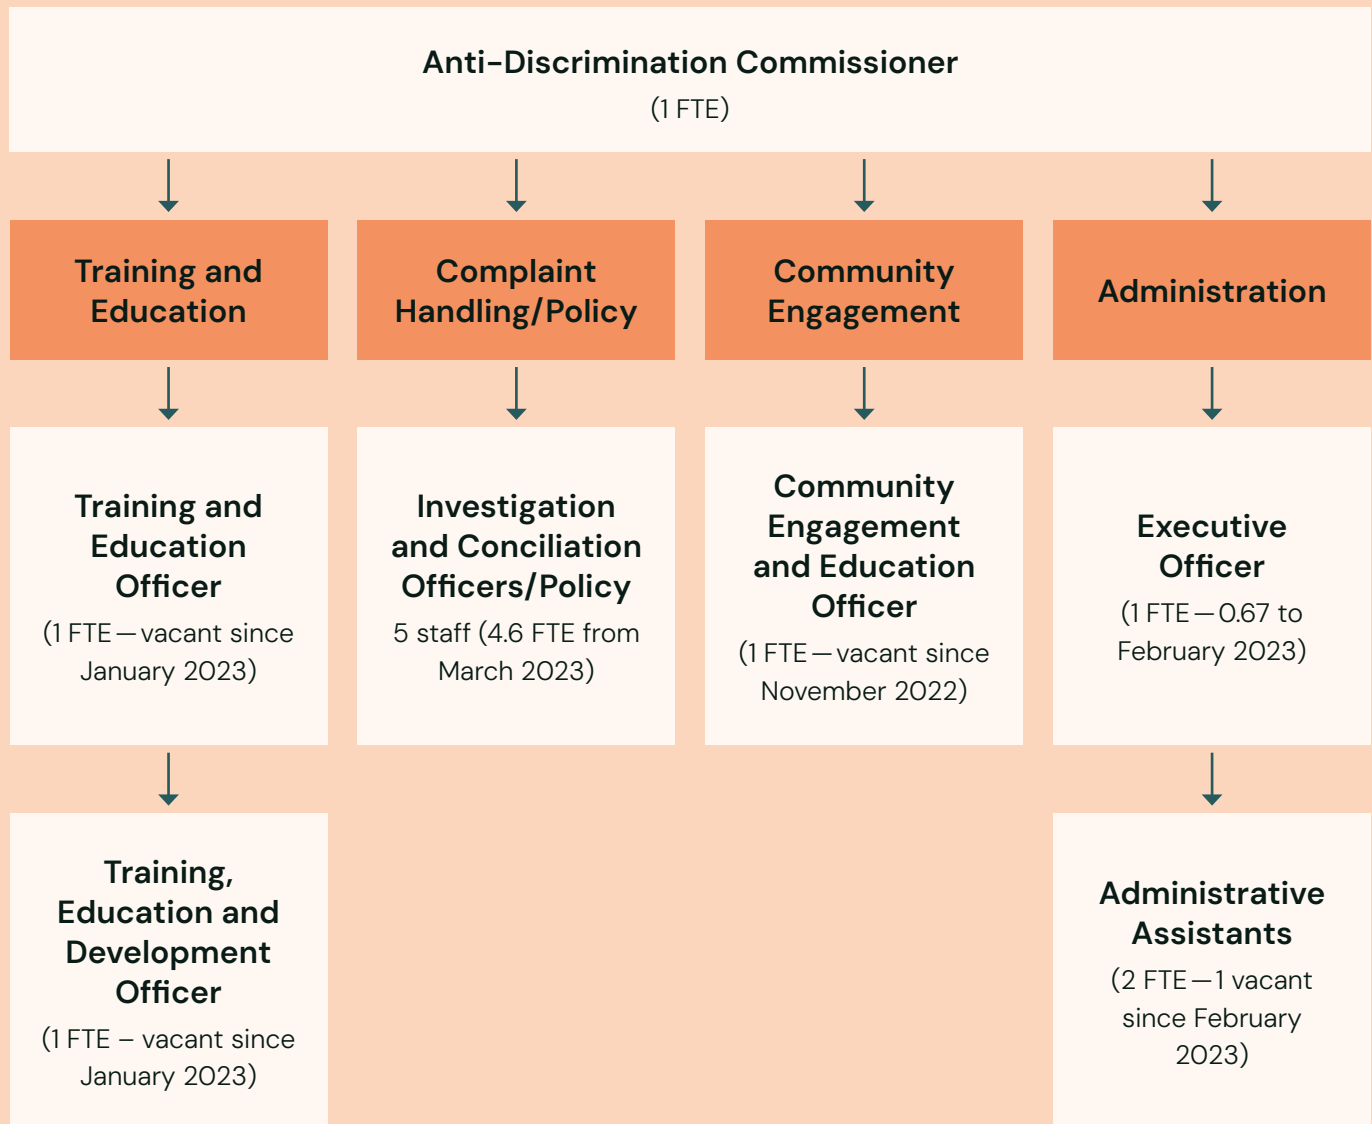 Anti-Discrimination Commissioner
(1 FTE)
Training and
Education
Complaint
Handling/Policy
Community
Engagement
Administration
Training and
Education
Officer
(1 FTE — vacant since
January 2023)
Investigation
and Conciliation
Officers/Policy
5 staff (4.6 FTE from
March 2023)
Community
Engagement
and Education
Officer
(1 FTE — vacant since
November 2022)
Executive
Officer
(1 FTE — 0.67 to
February 2023)
Training,
Education and
Development
Officer
(1 FTE – vacant since
January 2023)
Administrative
Assistants
(2 FTE — 1 vacant
since February
2023)